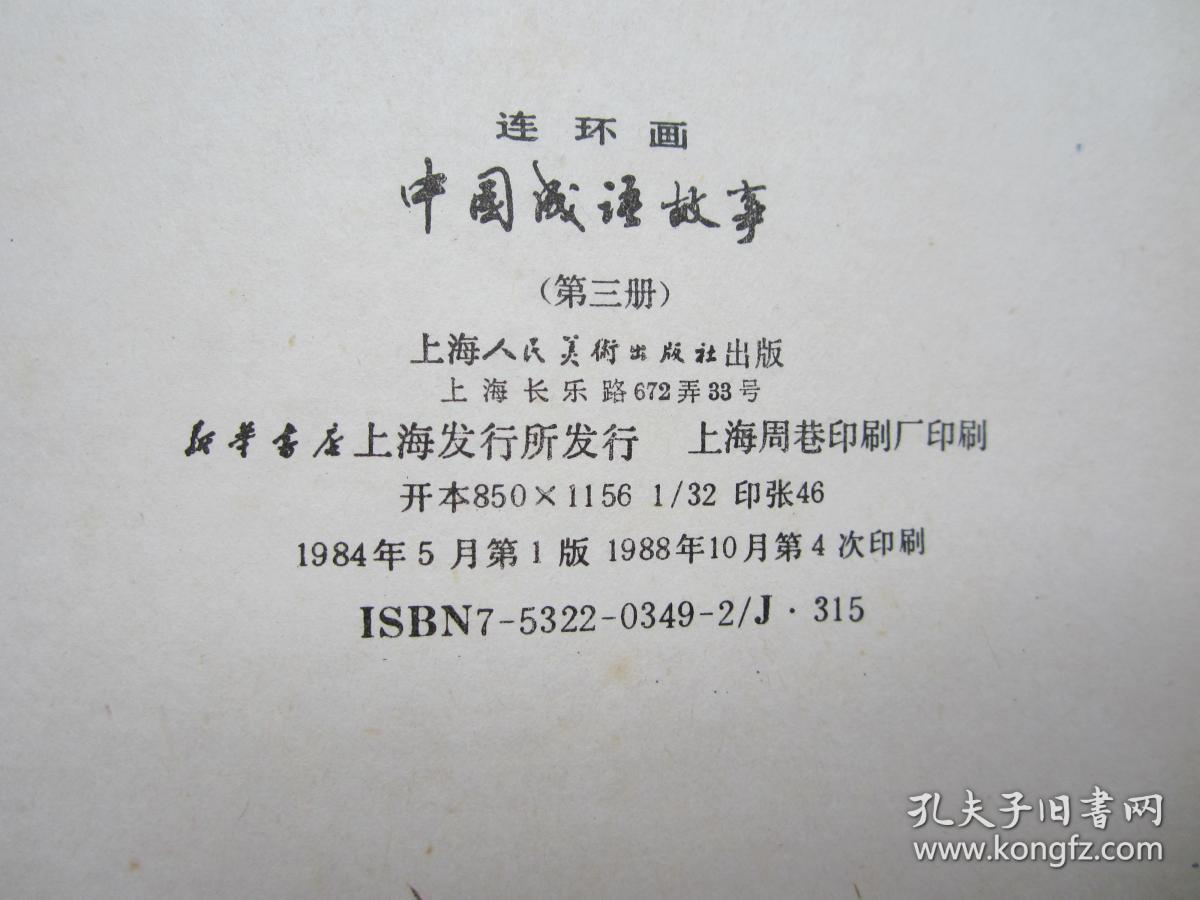 连环画
中国成语故事
（第三册）
上海人民美術出版社出版
上海长乐路672弄33号
新华书店上海发行所发行 上海周巷印刷厂印刷
开本850×1156 1/32 印张46
1984年5月第1版 1988年10月第4次印刷
ISBN7-5322-0349-2/J·315
孔夫子旧书网
www.kongfz.com